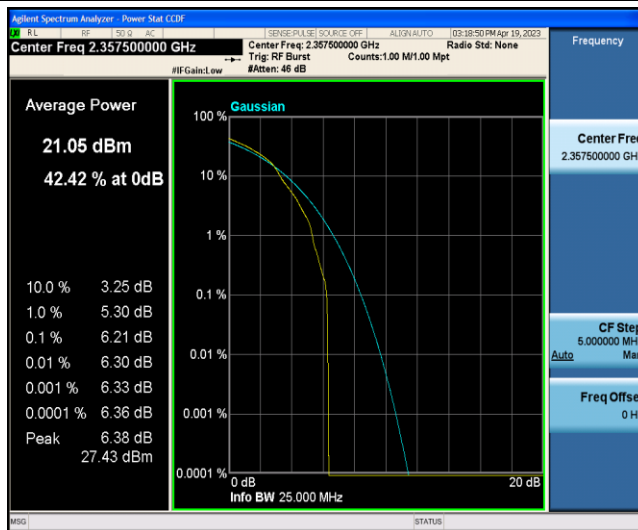 Agilent Spectrum Analyzer - Power Stat CCDF
RL RF 50 Ω AC SENSE:PULSE SOURCE OFF ALIGN AUTO 03:18:50 PM Apr 19, 2023
Center Freq 2.357500000 GHz
Center Freq: 2.357500000 GHz Radio Std: None
Trig: RF Burst Counts:1.00 M/1.00 Mpt
#IFGain:Low #Atten: 46 dB
Frequency
Average Power
21.05 dBm
42.42 % at 0dB
10.0 % 3.25 dB
1.0 % 5.30 dB
0.1 % 6.21 dB
0.01 % 6.30 dB
0.001 % 6.33 dB
0.0001 % 6.36 dB
Peak 6.38 dB
27.43 dBm
Gaussian
100 %
10 %
1 %
0.1 %
0.01 %
0.001 %
0.0001 %
0 dB 20 dB
Info BW 25.000 MHz
Center Fre
2.357500000 GH
CF Step
5.000000 MH
Auto Ma
Freq Offse
0 H
MSG STATUS